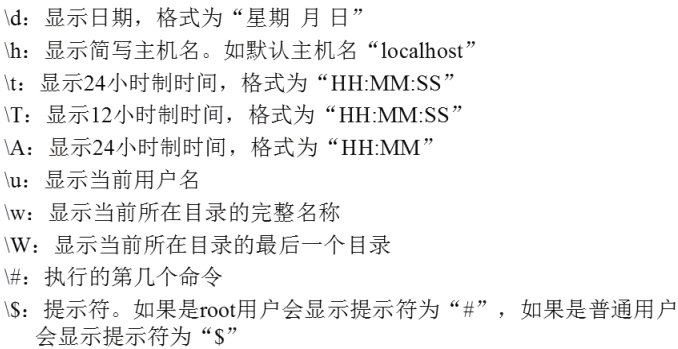 \d：显示日期，格式为“星期 月 日”
\h：显示简写主机名。如默认主机名“localhost”
\t：显示24小时制时间，格式为“HH:MM:SS”
\T：显示12小时制时间，格式为“HH:MM:SS”
\A：显示24小时制时间，格式为“HH:MM”
\u：显示当前用户名
\w：显示当前所在目录的完整名称
\W：显示当前所在目录的最后一个目录
\#：执行的第几个命令
\$：提示符。如果是root用户会显示提示符为“#”，如果是普通用户
会显示提示符为“$”